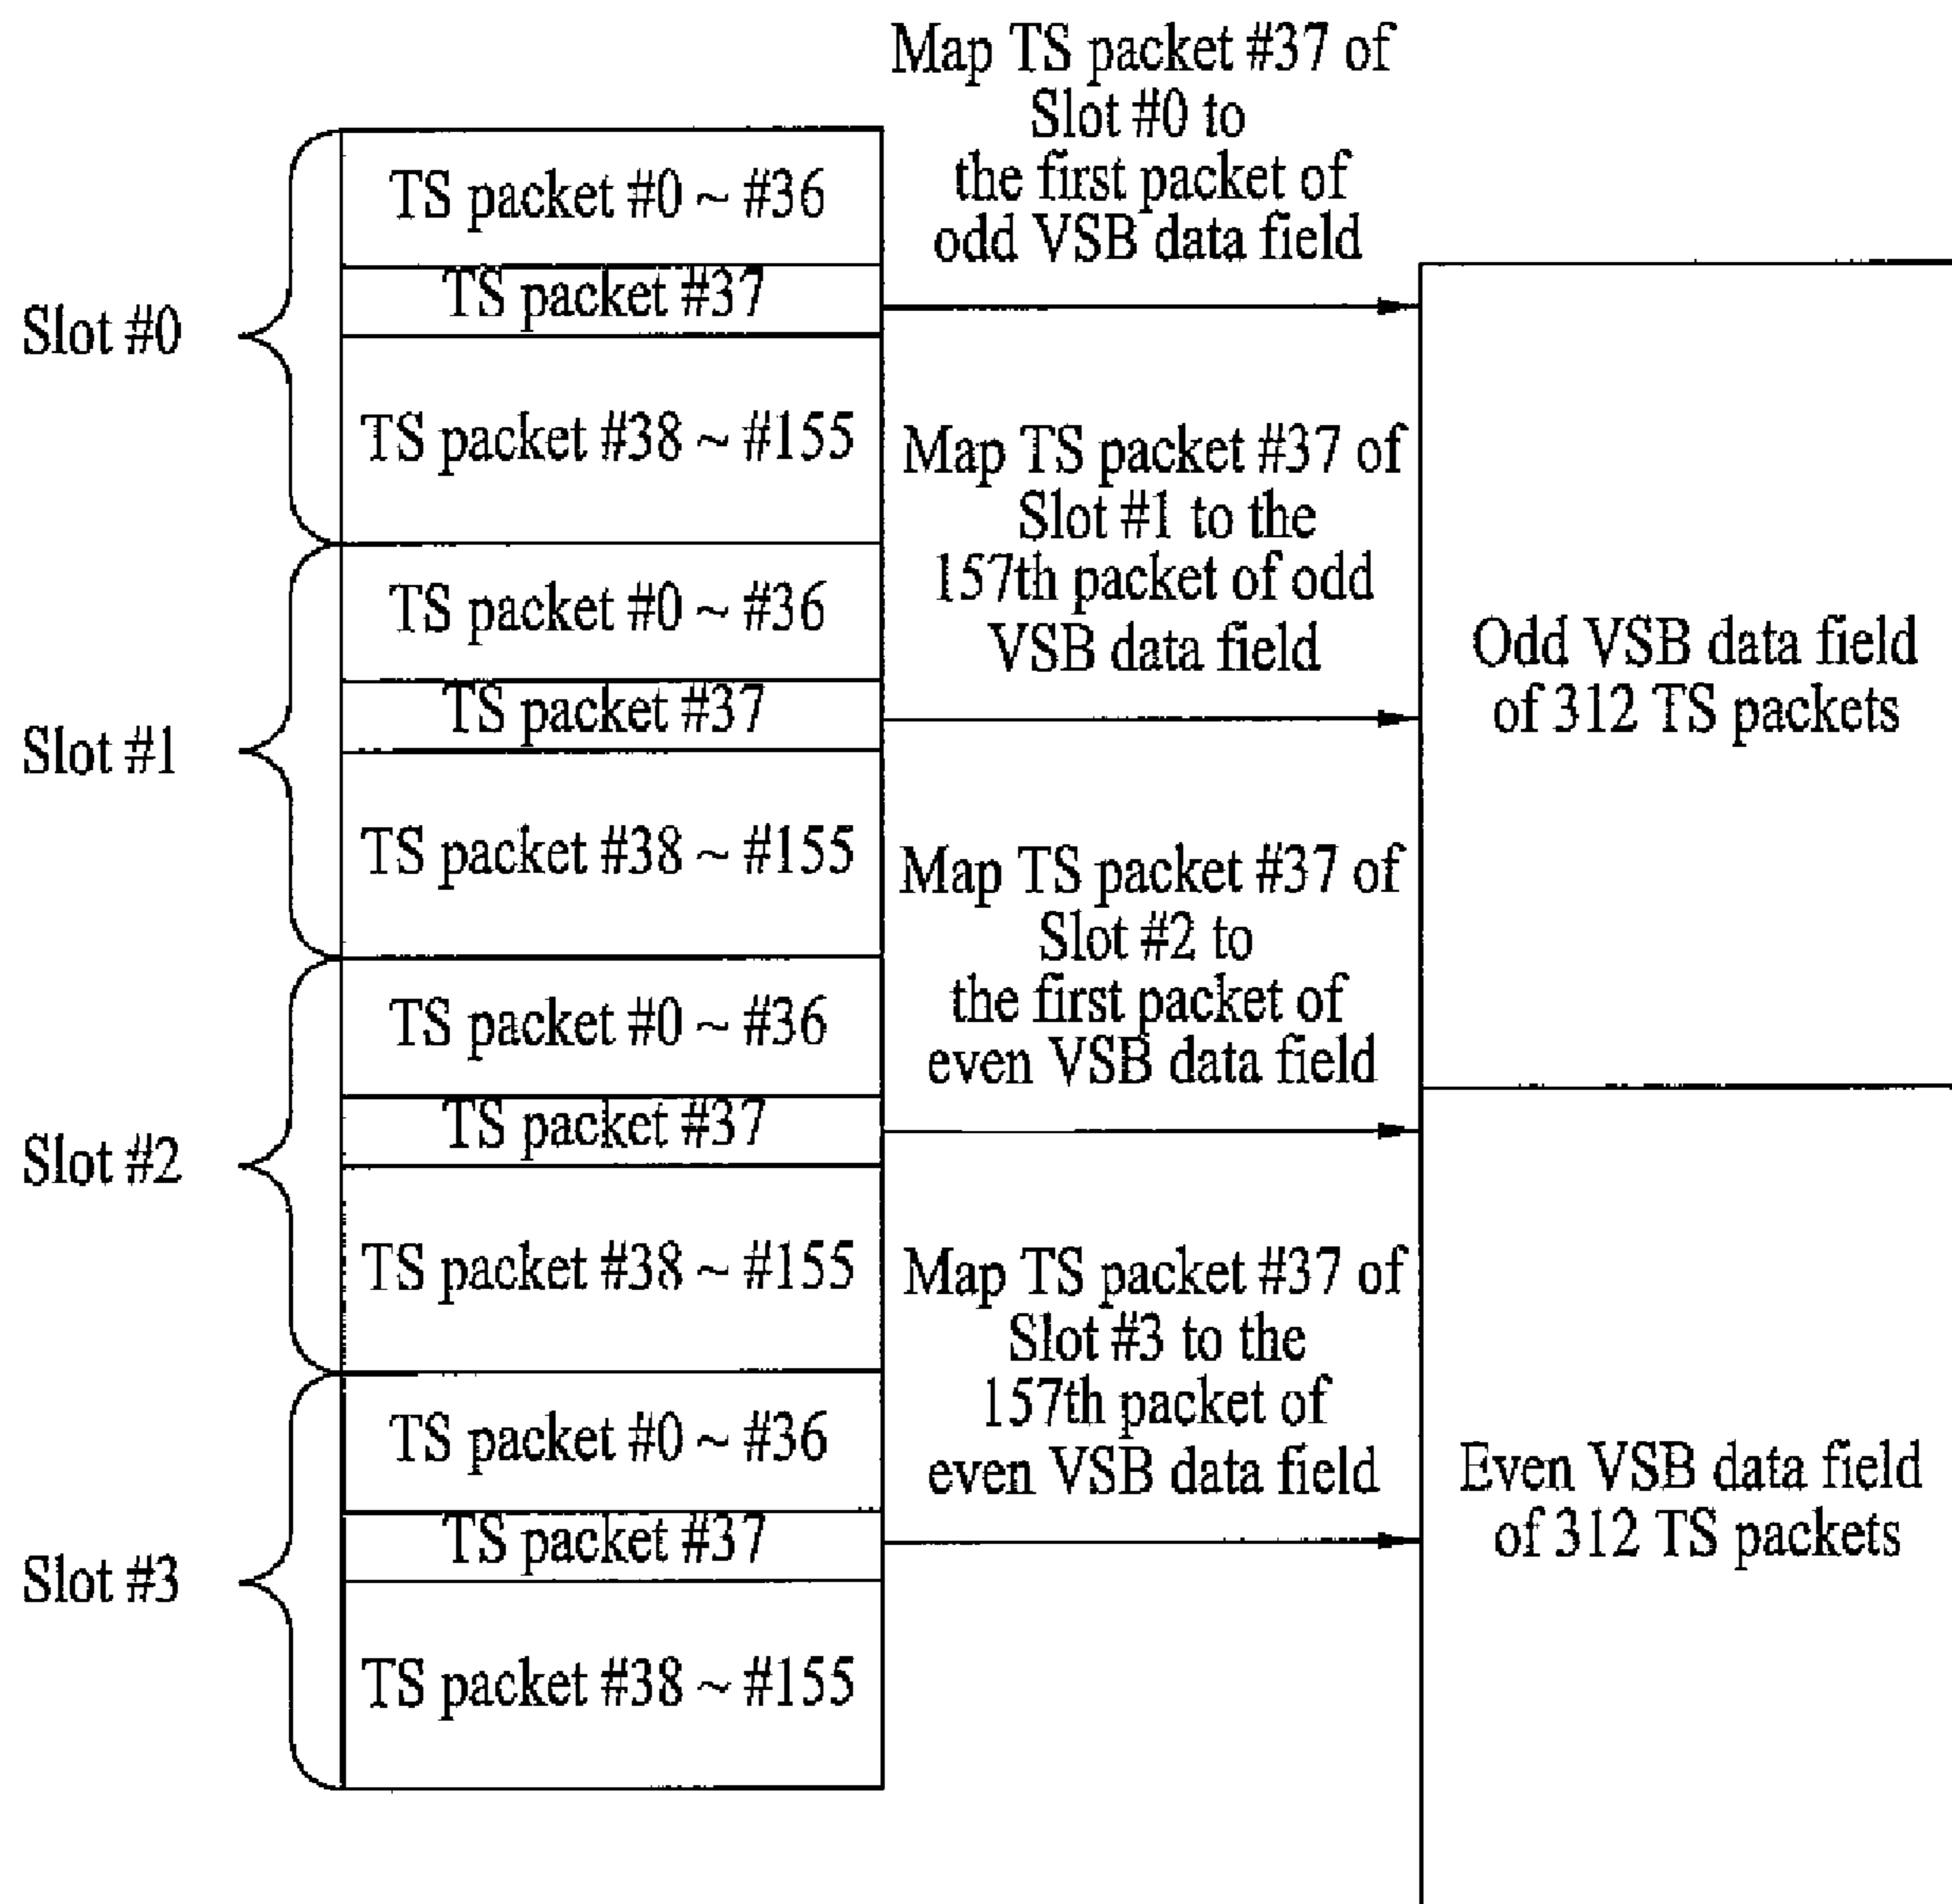 Map TS packet #37 of
Slot #0 to
the first packet of
odd VSB data field
TS packet #0 ~ #36
TS packet #37
Slot #0
TS packet #38 ~ #155
Map TS packet #37 of
Slot #1 to the
157th packet of odd
VSB data field
TS packet #0 ~ #36
Odd VSB data field
of 312 TS packets
TS packet #37
Slot #1
TS packet #38 ~ #155
Map TS packet #37 of
Slot #2 to
the first packet of
even VSB data field
TS packet #0 ~ #36
TS packet #37
Slot #2
TS packet #38 ~ #155
Map TS packet #37 of
Slot #3 to the
157th packet of
even VSB data field
TS packet #0 ~ #36
Even VSB data field
of 312 TS packets
TS packet #37
Slot #3
TS packet #38 ~ #155